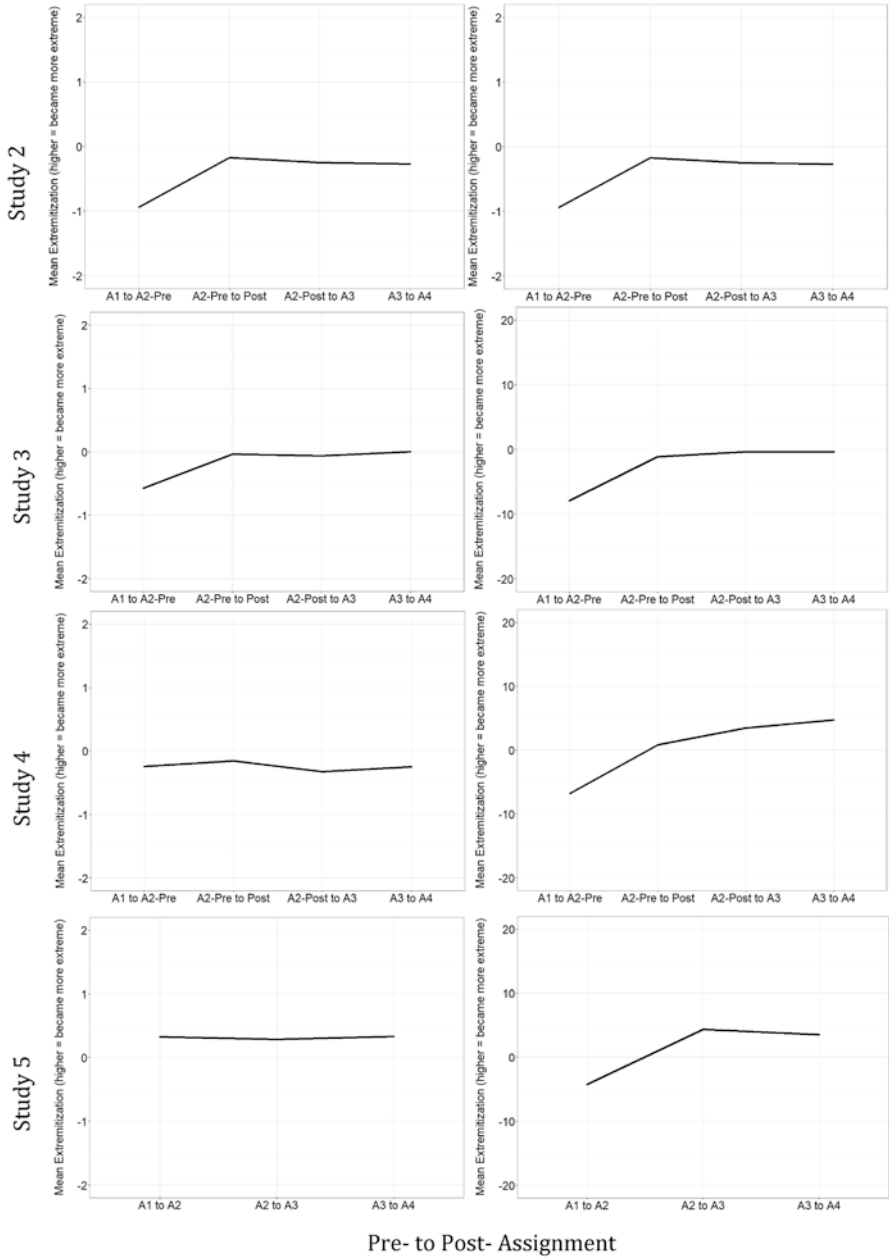 Study 2
Mean Extremitization (higher = became more extreme)
2
1
0
-1
-2
A1 to A2-Pre A2-Pre to Post A2-Post to A3 A3 to A4
Mean Extremitization (higher = became more extreme)
2
1
0
-1
-2
A1 to A2-Pre A2-Pre to Post A2-Post to A3 A3 to A4
Study 3
Mean Extremitization (higher = became more extreme)
2
1
0
-1
-2
A1 to A2-Pre A2-Pre to Post A2-Post to A3 A3 to A4
Mean Extremitization (higher = became more extreme)
20
10
0
-10
-20
A1 to A2-Pre A2-Pre to Post A2-Post to A3 A3 to A4
Study 4
Mean Extremitization (higher = became more extreme)
2
1
0
-1
-2
A1 to A2-Pre A2-Pre to Post A2-Post to A3 A3 to A4
Mean Extremitization (higher = became more extreme)
20
10
0
-10
-20
A1 to A2-Pre A2-Pre to Post A2-Post to A3 A3 to A4
Study 5
Mean Extremitization (higher = became more extreme)
2
1
0
-1
-2
A1 to A2 A2 to A3 A3 to A4
Mean Extremitization (higher = became more extreme)
20
10
0
-10
-20
A1 to A2 A2 to A3 A3 to A4
Pre- to Post- Assignment